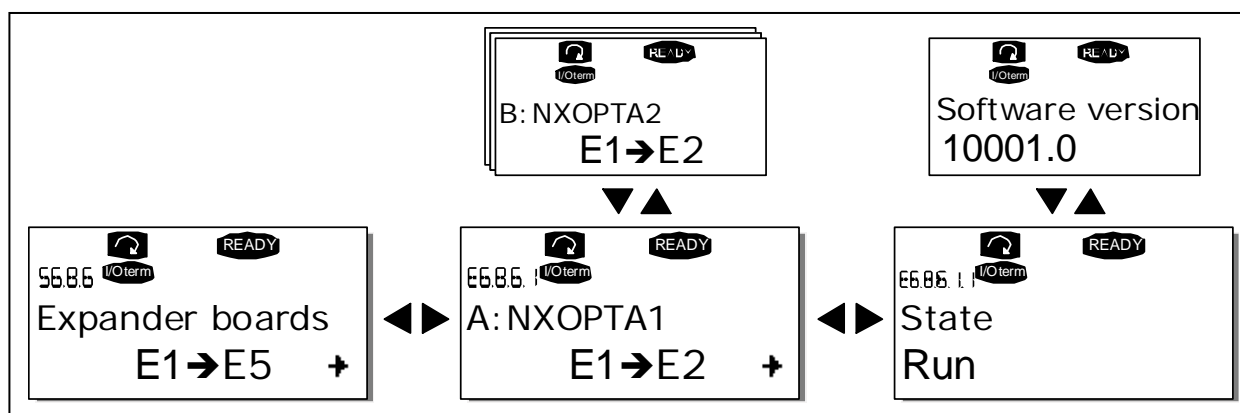 READY
I/Oterm
B:NXOPTA2
E1➔E2
READY
I/Oterm
Software version
10001.0
READY
S6.8.6 I/Oterm
Expander boards
E1➔E5
READY
E6.8.6.1 I/Oterm
A:NXOPTA1
E1➔E2
READY
E6.8.6.1.1 I/Oterm
State
Run